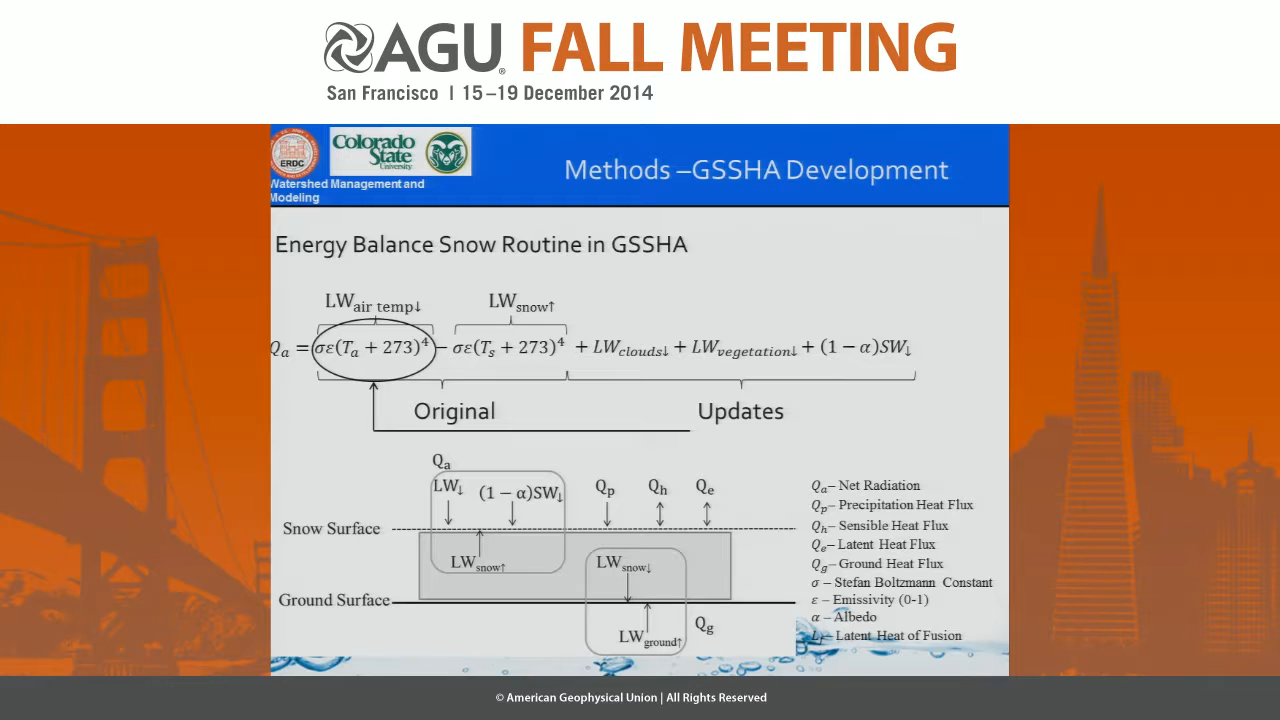 AGU FALL MEETING
San Francisco | 15–19 December 2014
ERDC
Colorado
State
University
Watershed Management and
Modeling
Methods –GSSHA Development
Energy Balance Snow Routine in GSSHA
LW_air temp↓ LW_snow↑
Q_a = σε(T_a + 273)^4 − σε(T_s + 273)^4 + LW_clouds↓ + LW_vegetation↓ + (1 − α)SW↓
Original Updates
Q_a
LW↓ (1 − α)SW↓ Q_p Q_h Q_e
Snow Surface
LW_snow↑ LW_snow↓
Ground Surface
LW_ground↑ Q_g
Q_a– Net Radiation
Q_p– Precipitation Heat Flux
Q_h– Sensible Heat Flux
Q_e– Latent Heat Flux
Q_g– Ground Heat Flux
σ – Stefan Boltzmann Constant
ε – Emissivity (0-1)
α – Albedo
L_f– Latent Heat of Fusion
© American Geophysical Union | All Rights Reserved